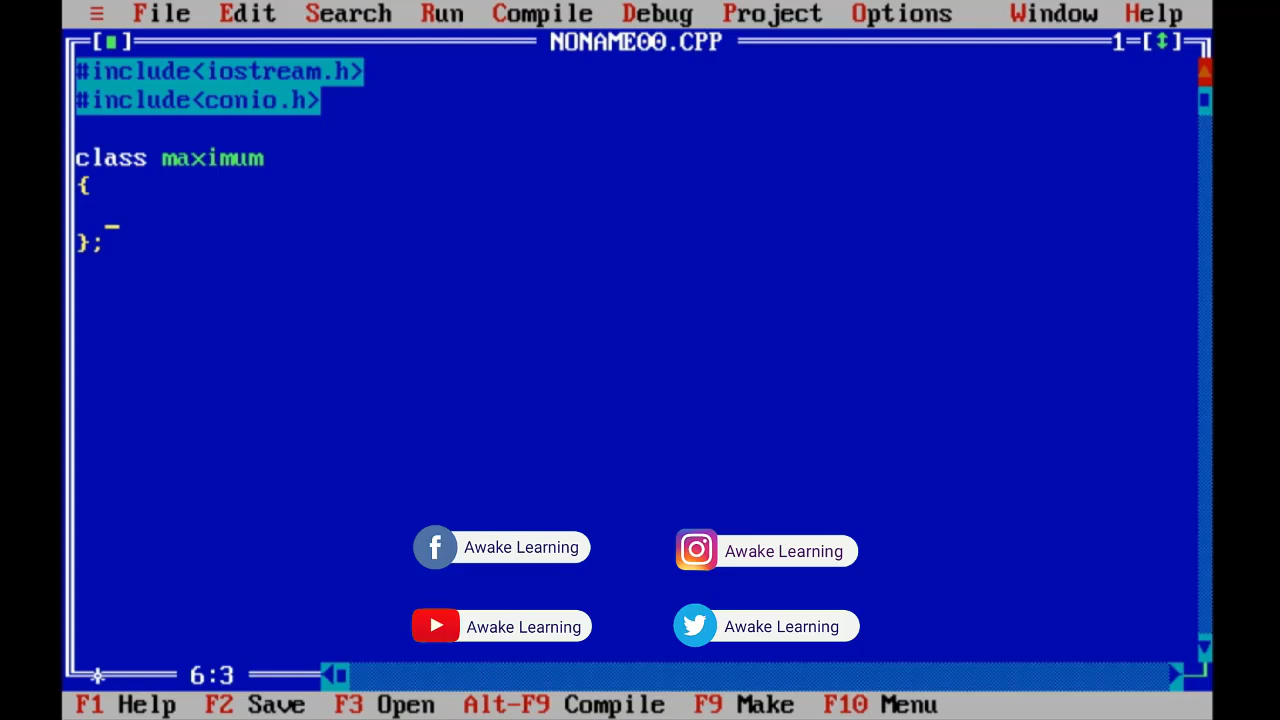 ≡ File Edit Search Run Compile Debug Project Options Window Help
[■] NONAME00.CPP 1=[↕]
#include<iostream.h>
#include<conio.h>
class maximum
{
_
};
f Awake Learning
Awake Learning
Awake Learning
Awake Learning
6:3
F1 Help F2 Save F3 Open Alt-F9 Compile F9 Make F10 Menu